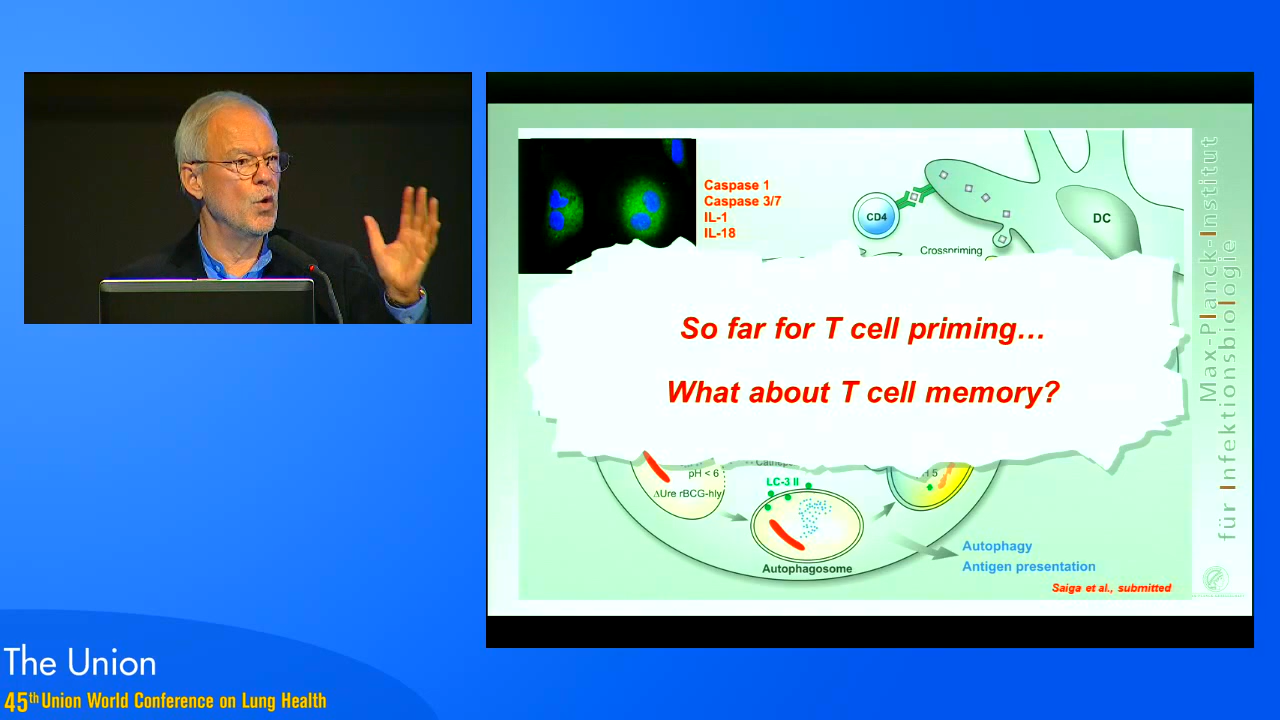 Caspase 1
Caspase 3/7
IL-1
IL-18
CD4
DC
Crosspriming
So far for T cell priming…
What about T cell memory?
pH < 6
ΔUre rBCG-hly
LC-3 II
Autophagosome
Autophagy
Antigen presentation
Saiga et al., submitted
Max-Planck-Institut
für Infektionsbiologie
The Union
45th Union World Conference on Lung Health